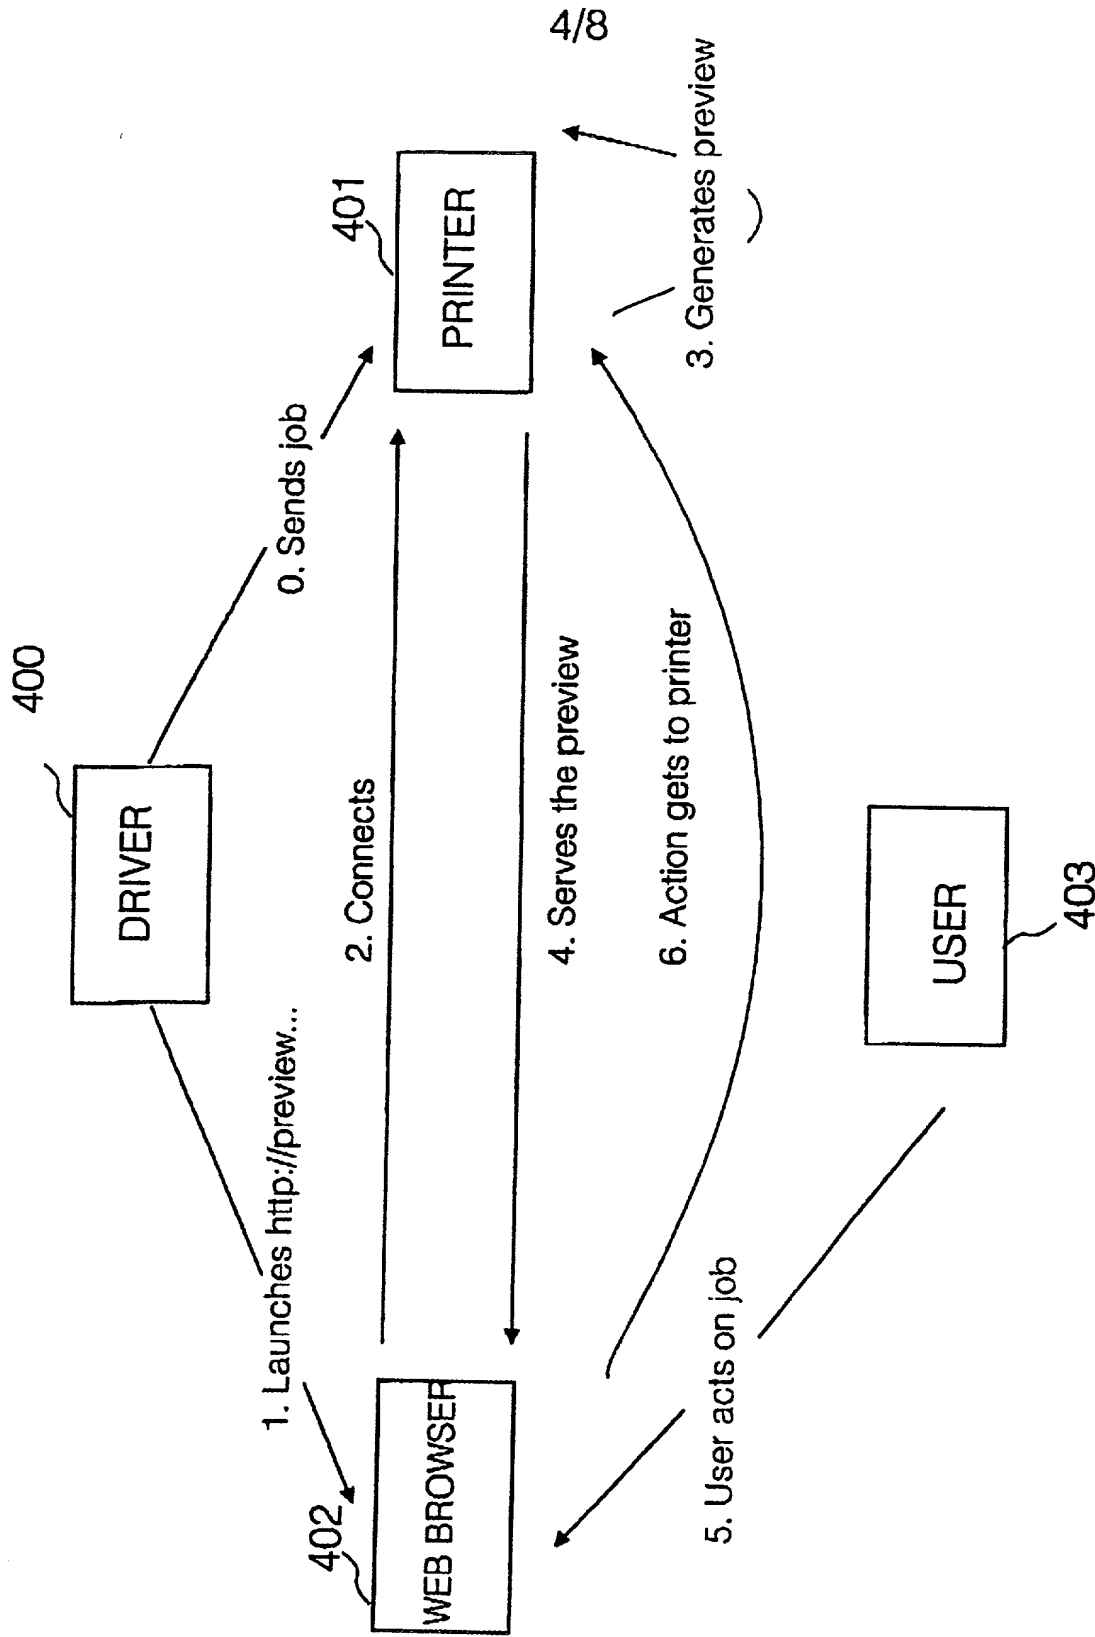 4/8
400
DRIVER
401
PRINTER
0. Sends job
1. Launches http://preview...
402
WEB BROWSER
2. Connects
3. Generates preview
4. Serves the preview
6. Action gets to printer
5. User acts on job
USER
403